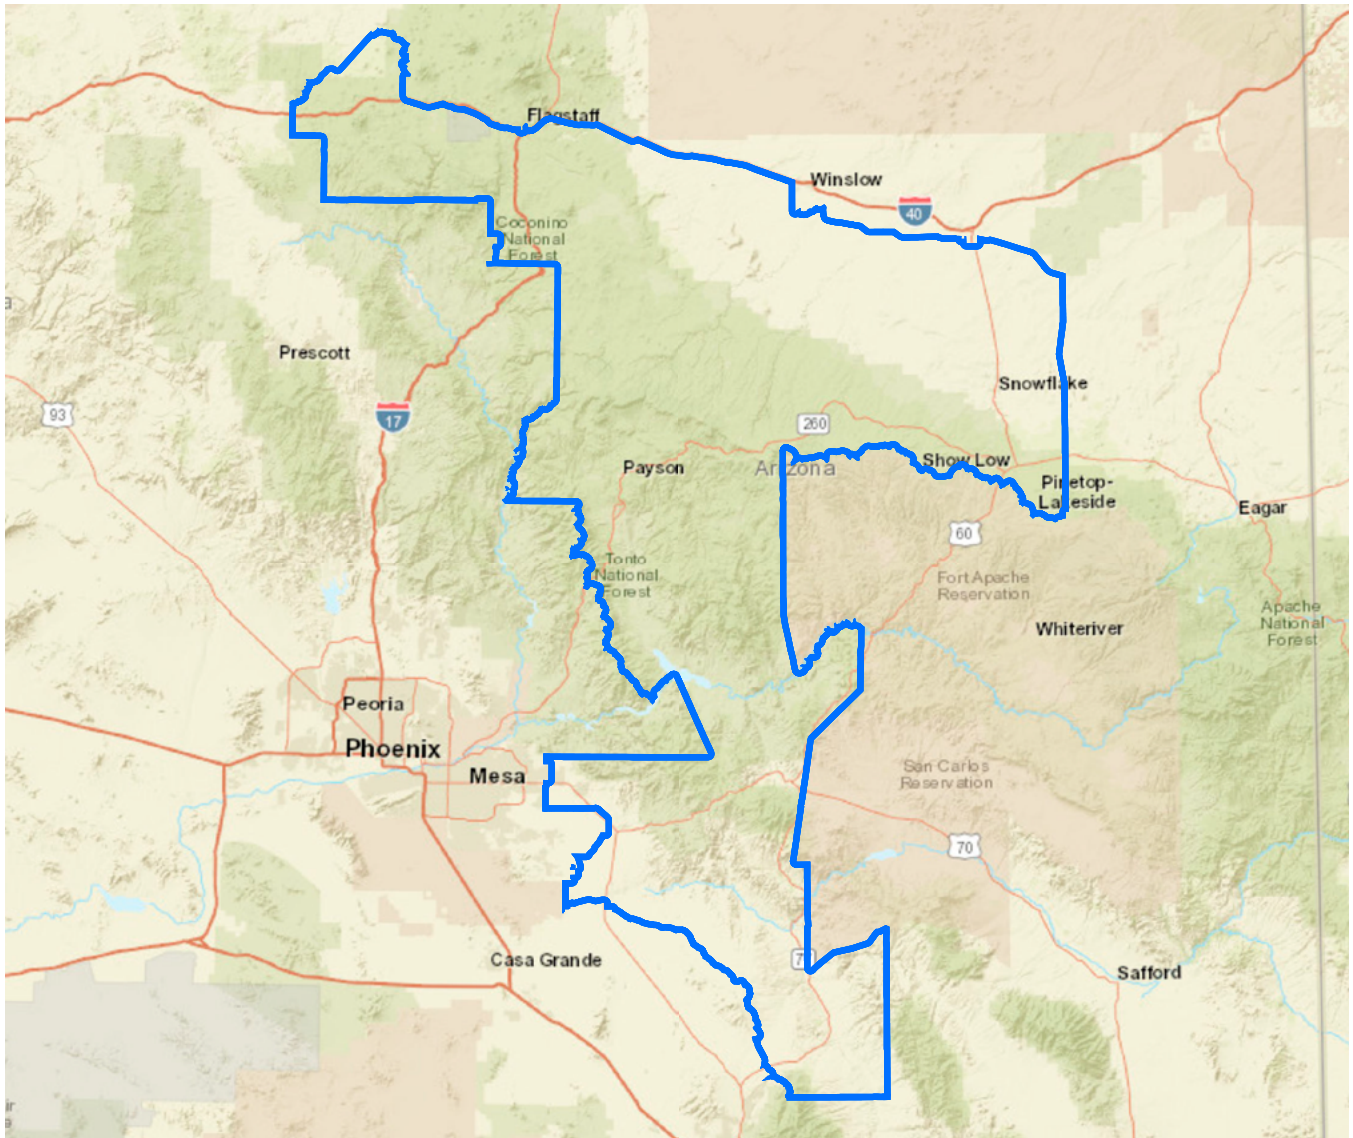 Flagstaff
Winslow
40
Coconino
National
Forest
Prescott
Snowflake
93
17
260
Payson
Arizona
Show Low
Pinetop-
Lakeside
Eagar
60
Tonto
National
Forest
Fort Apache
Reservation
Apache
National
Forest
Whiteriver
Peoria
Phoenix
Mesa
San Carlos
Reservation
70
Casa Grande
Safford